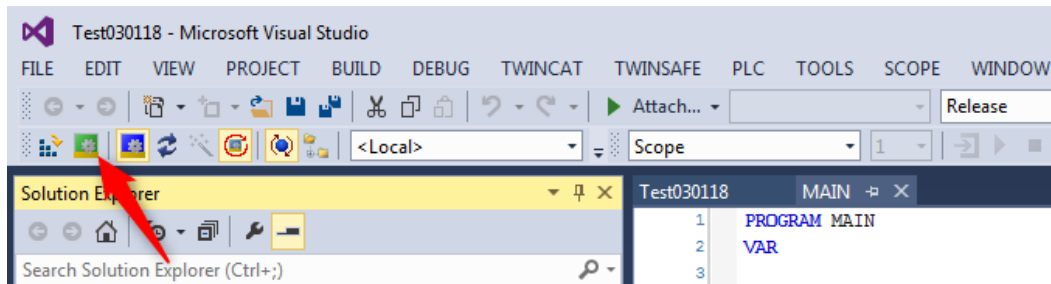 Test030118 - Microsoft Visual Studio
FILE EDIT VIEW PROJECT BUILD DEBUG TWINCAT TWINSAFE PLC TOOLS SCOPE WINDOW
Attach... Release
<Local> Scope 1
Solution Explorer Test030118 MAIN
1 PROGRAM MAIN
2 VAR
Search Solution Explorer (Ctrl+;) 3